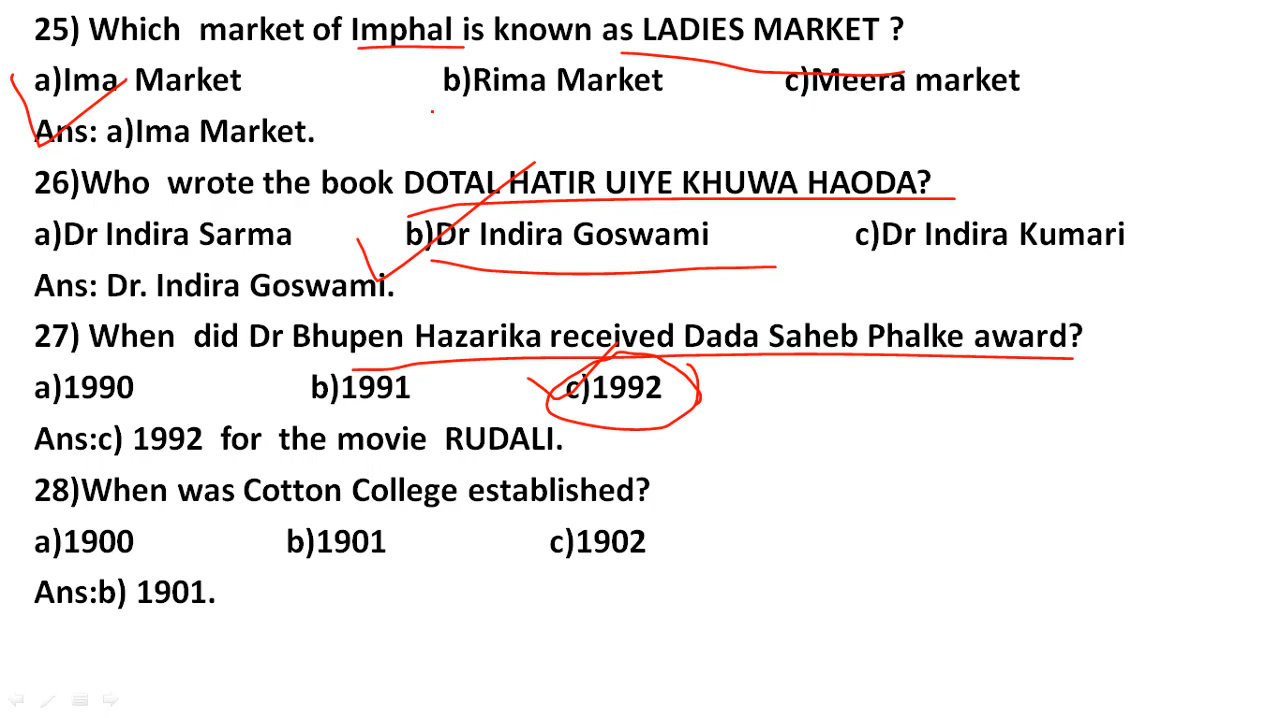 25) Which market of Imphal is known as LADIES MARKET ?
a)Ima Market b)Rima Market c)Meera market
Ans: a)Ima Market.
26)Who wrote the book DOTAL HATIR UIYE KHUWA HAODA?
a)Dr Indira Sarma b)Dr Indira Goswami c)Dr Indira Kumari
Ans: Dr. Indira Goswami.
27) When did Dr Bhupen Hazarika received Dada Saheb Phalke award?
a)1990 b)1991 c)1992
Ans:c) 1992 for the movie RUDALI.
28)When was Cotton College established?
a)1900 b)1901 c)1902
Ans:b) 1901.